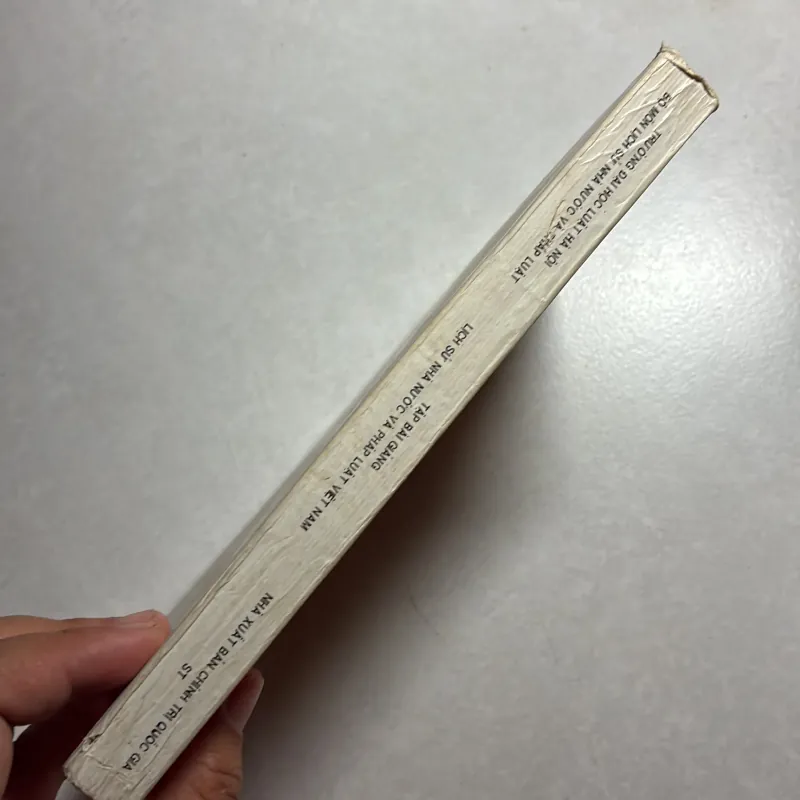 TRƯỜNG ĐẠI HỌC LUẬT HÀ NỘI
BỘ MÔN LỊCH SỬ NHÀ NƯỚC VÀ PHÁP LUẬT
TẬP BÀI GIẢNG
LỊCH SỬ NHÀ NƯỚC VÀ PHÁP LUẬT VIỆT NAM
NHÀ XUẤT BẢN CHÍNH TRỊ QUỐC GIA
ST